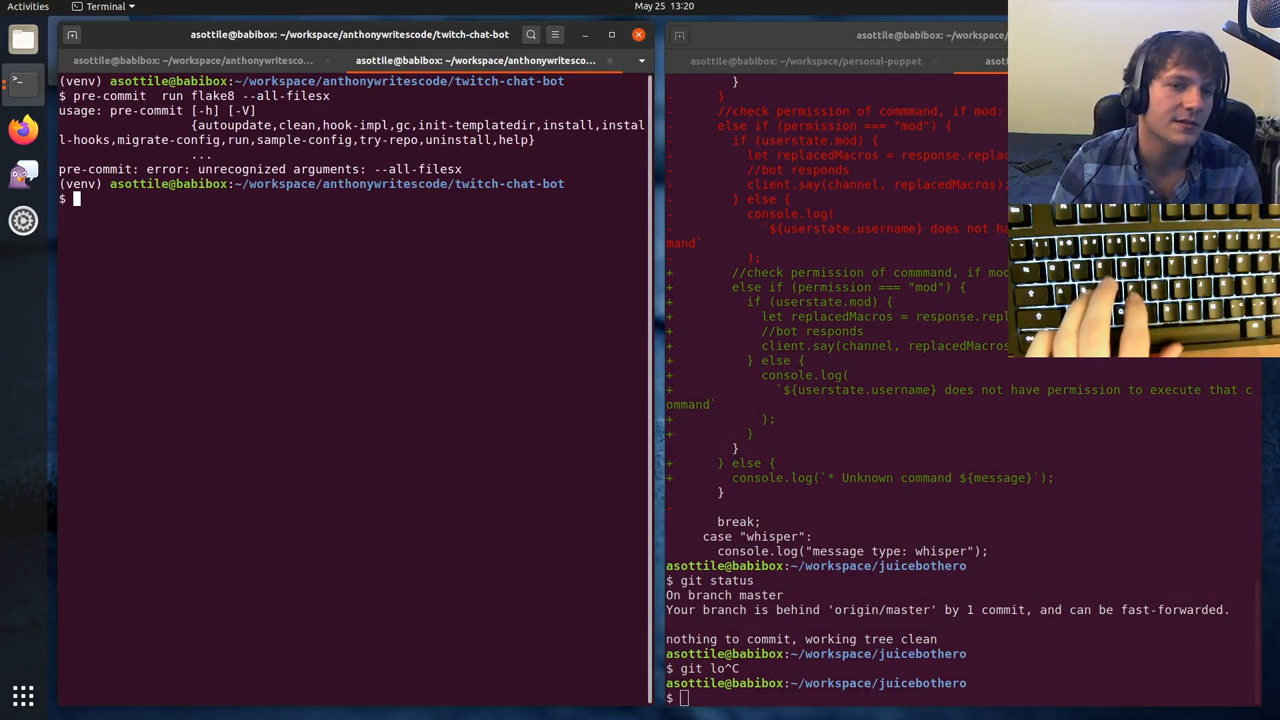 Activities
Terminal
May 25 13:20
asottile@babibox: ~/workspace/anthonywritescode/twitch-chat-bot
asottile@babibox: ~/workspace/anthonywritesco...
asottile@babibox: ~/workspace/anthonywritesco...
(venv) asottile@babibox:~/workspace/anthonywritescode/twitch-chat-bot
$ pre-commit  run flake8 --all-filesx
usage: pre-commit [-h] [-V]
                  {autoupdate,clean,hook-impl,gc,init-templatedir,install,instal
l-hooks,migrate-config,run,sample-config,try-repo,uninstall,help}
                  ...
pre-commit: error: unrecognized arguments: --all-filesx
(venv) asottile@babibox:~/workspace/anthonywritescode/twitch-chat-bot
$
asottile@babibox: ~/w
asottile@babibox: ~/workspace/personal-puppet
asot
      }
-      }
-      //check permission of commmand, if mod:
-      else if (permission === "mod") {
-        if (userstate.mod) {
-          let replacedMacros = response.rep
-          //bot responds
-          client.say(channel, replacedMacros);
-        } else {
-          console.log(
-            `${userstate.username} does not ha
mand`
-          );
-        }
+        //check permission of commmand, if mod
+        else if (permission === "mod") {
+          if (userstate.mod) {
+            let replacedMacros = response.rep
+            //bot responds
+            client.say(channel, replacedMacros
+          } else {
+            console.log(
+              `${userstate.username} does not have permission to execute that c
ommand`
+            );
+          }
        }
+      } else {
+        console.log(`* Unknown command ${message}`);
      }
-
      break;
    case "whisper":
      console.log("message type: whisper");
asottile@babibox:~/workspace/juicebothero
$ git status
On branch master
Your branch is behind 'origin/master' by 1 commit, and can be fast-forwarded.
nothing to commit, working tree clean
asottile@babibox:~/workspace/juicebothero
$ git lo^C
asottile@babibox:~/workspace/juicebothero
$